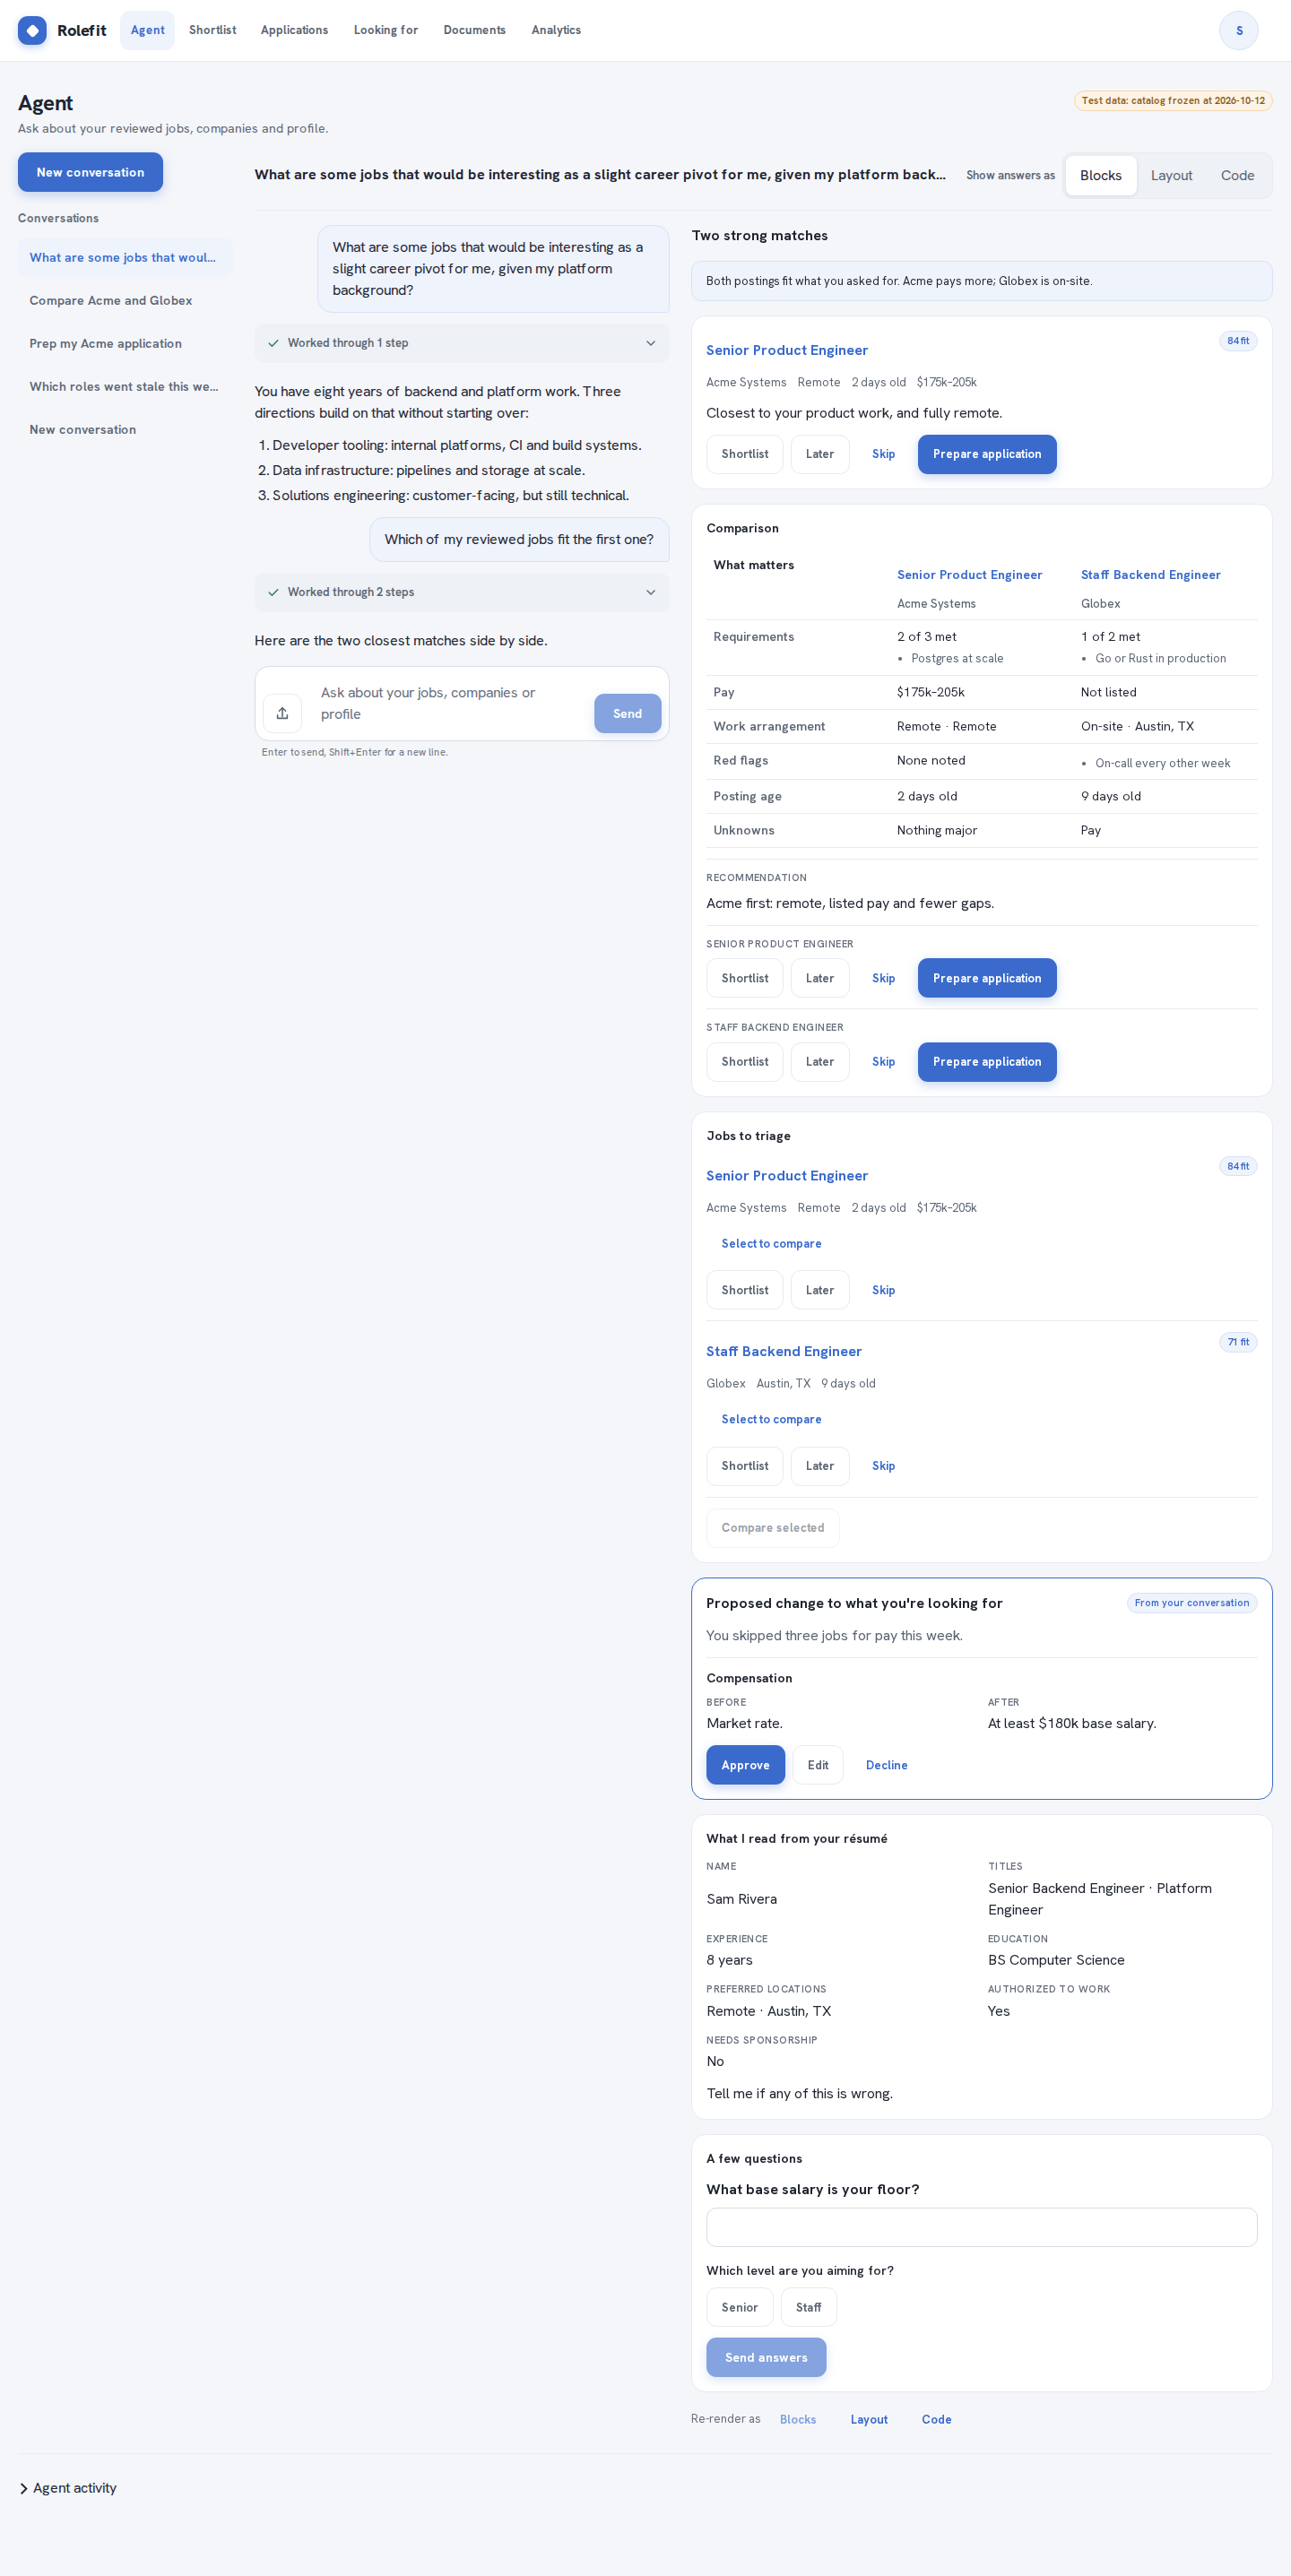 Rolefit
Agent
Shortlist
Applications
Looking for
Documents
Analytics
S
Agent
Test data: catalog frozen at 2026-10-12
Ask about your reviewed jobs, companies and profile.
New conversation
Conversations
What are some jobs that woul...
Compare Acme and Globex
Prep my Acme application
Which roles went stale this we...
New conversation
What are some jobs that would be interesting as a slight career pivot for me, given my platform back...
Show answers as
Blocks
Layout
Code
What are some jobs that would be interesting as a
slight career pivot for me, given my platform
background?
Worked through 1 step
You have eight years of backend and platform work. Three
directions build on that without starting over:
1. Developer tooling: internal platforms, CI and build systems.
2. Data infrastructure: pipelines and storage at scale.
3. Solutions engineering: customer-facing, but still technical.
Which of my reviewed jobs fit the first one?
Worked through 2 steps
Here are the two closest matches side by side.
Ask about your jobs, companies or
profile
Send
Enter to send, Shift+Enter for a new line.
Two strong matches
Both postings fit what you asked for. Acme pays more; Globex is on-site.
Senior Product Engineer
84 fit
Acme Systems Remote 2 days old $175k–205k
Closest to your product work, and fully remote.
Shortlist
Later
Skip
Prepare application
Comparison
What matters
Senior Product Engineer
Staff Backend Engineer
Acme Systems
Globex
Requirements
2 of 3 met
1 of 2 met
• Postgres at scale
• Go or Rust in production
Pay
$175k–205k
Not listed
Work arrangement
Remote · Remote
On-site · Austin, TX
Red flags
None noted
• On-call every other week
Posting age
2 days old
9 days old
Unknowns
Nothing major
Pay
RECOMMENDATION
Acme first: remote, listed pay and fewer gaps.
SENIOR PRODUCT ENGINEER
Shortlist
Later
Skip
Prepare application
STAFF BACKEND ENGINEER
Shortlist
Later
Skip
Prepare application
Jobs to triage
Senior Product Engineer
84 fit
Acme Systems Remote 2 days old $175k–205k
Select to compare
Shortlist
Later
Skip
Staff Backend Engineer
71 fit
Globex Austin, TX 9 days old
Select to compare
Shortlist
Later
Skip
Compare selected
Proposed change to what you're looking for
From your conversation
You skipped three jobs for pay this week.
Compensation
BEFORE
AFTER
Market rate.
At least $180k base salary.
Approve
Edit
Decline
What I read from your résumé
NAME
TITLES
Sam Rivera
Senior Backend Engineer · Platform
Engineer
EXPERIENCE
EDUCATION
8 years
BS Computer Science
PREFERRED LOCATIONS
AUTHORIZED TO WORK
Remote · Austin, TX
Yes
NEEDS SPONSORSHIP
No
Tell me if any of this is wrong.
A few questions
What base salary is your floor?
Which level are you aiming for?
Senior
Staff
Send answers
Re-render as
Blocks
Layout
Code
Agent activity